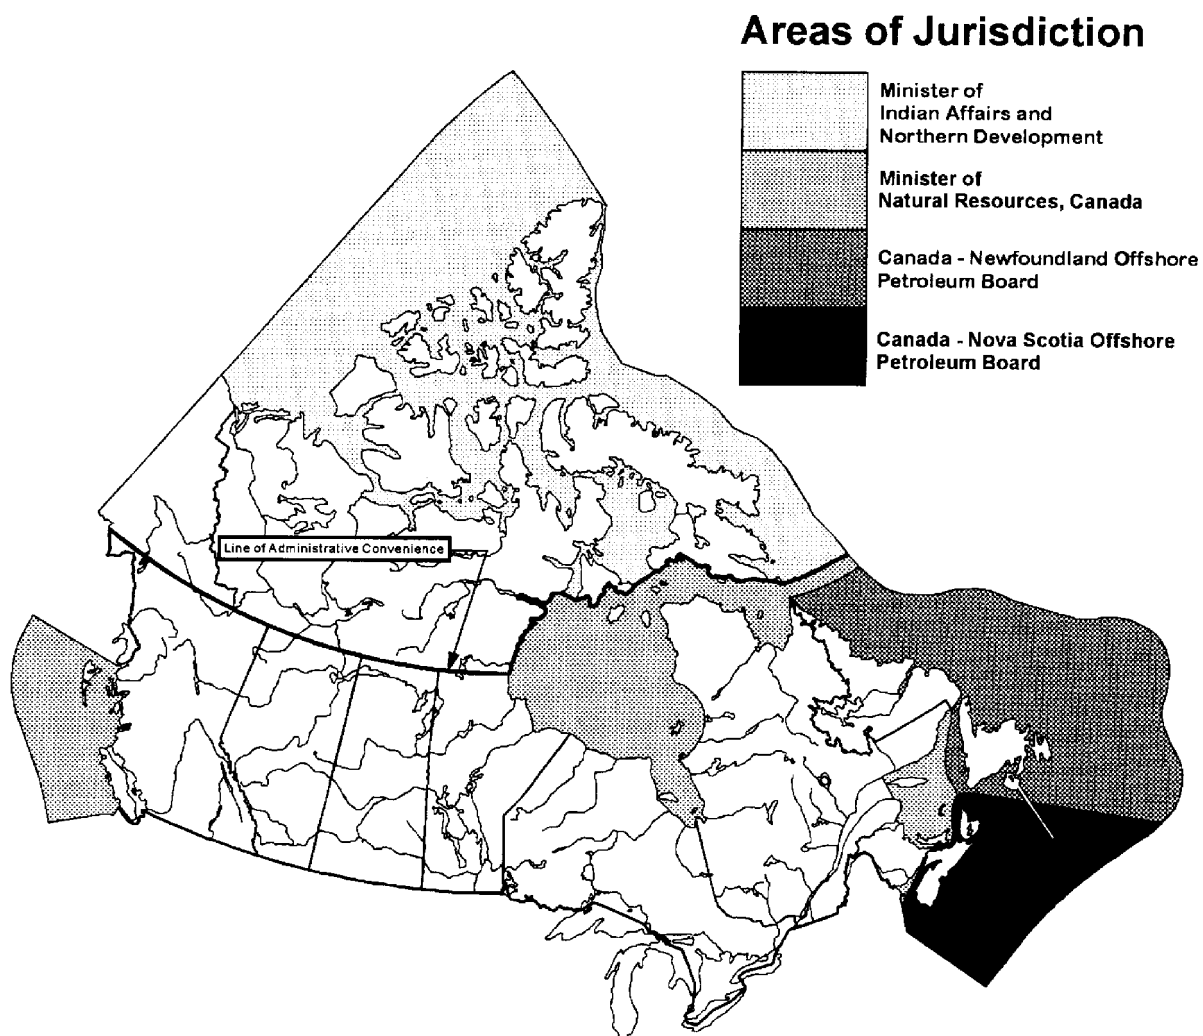 Areas of Jurisdiction
Minister of
Indian Affairs and
Northern Development
Minister of
Natural Resources, Canada
Canada - Newfoundland Offshore
Petroleum Board
Canada - Nova Scotia Offshore
Petroleum Board
Line of Administrative Convenience